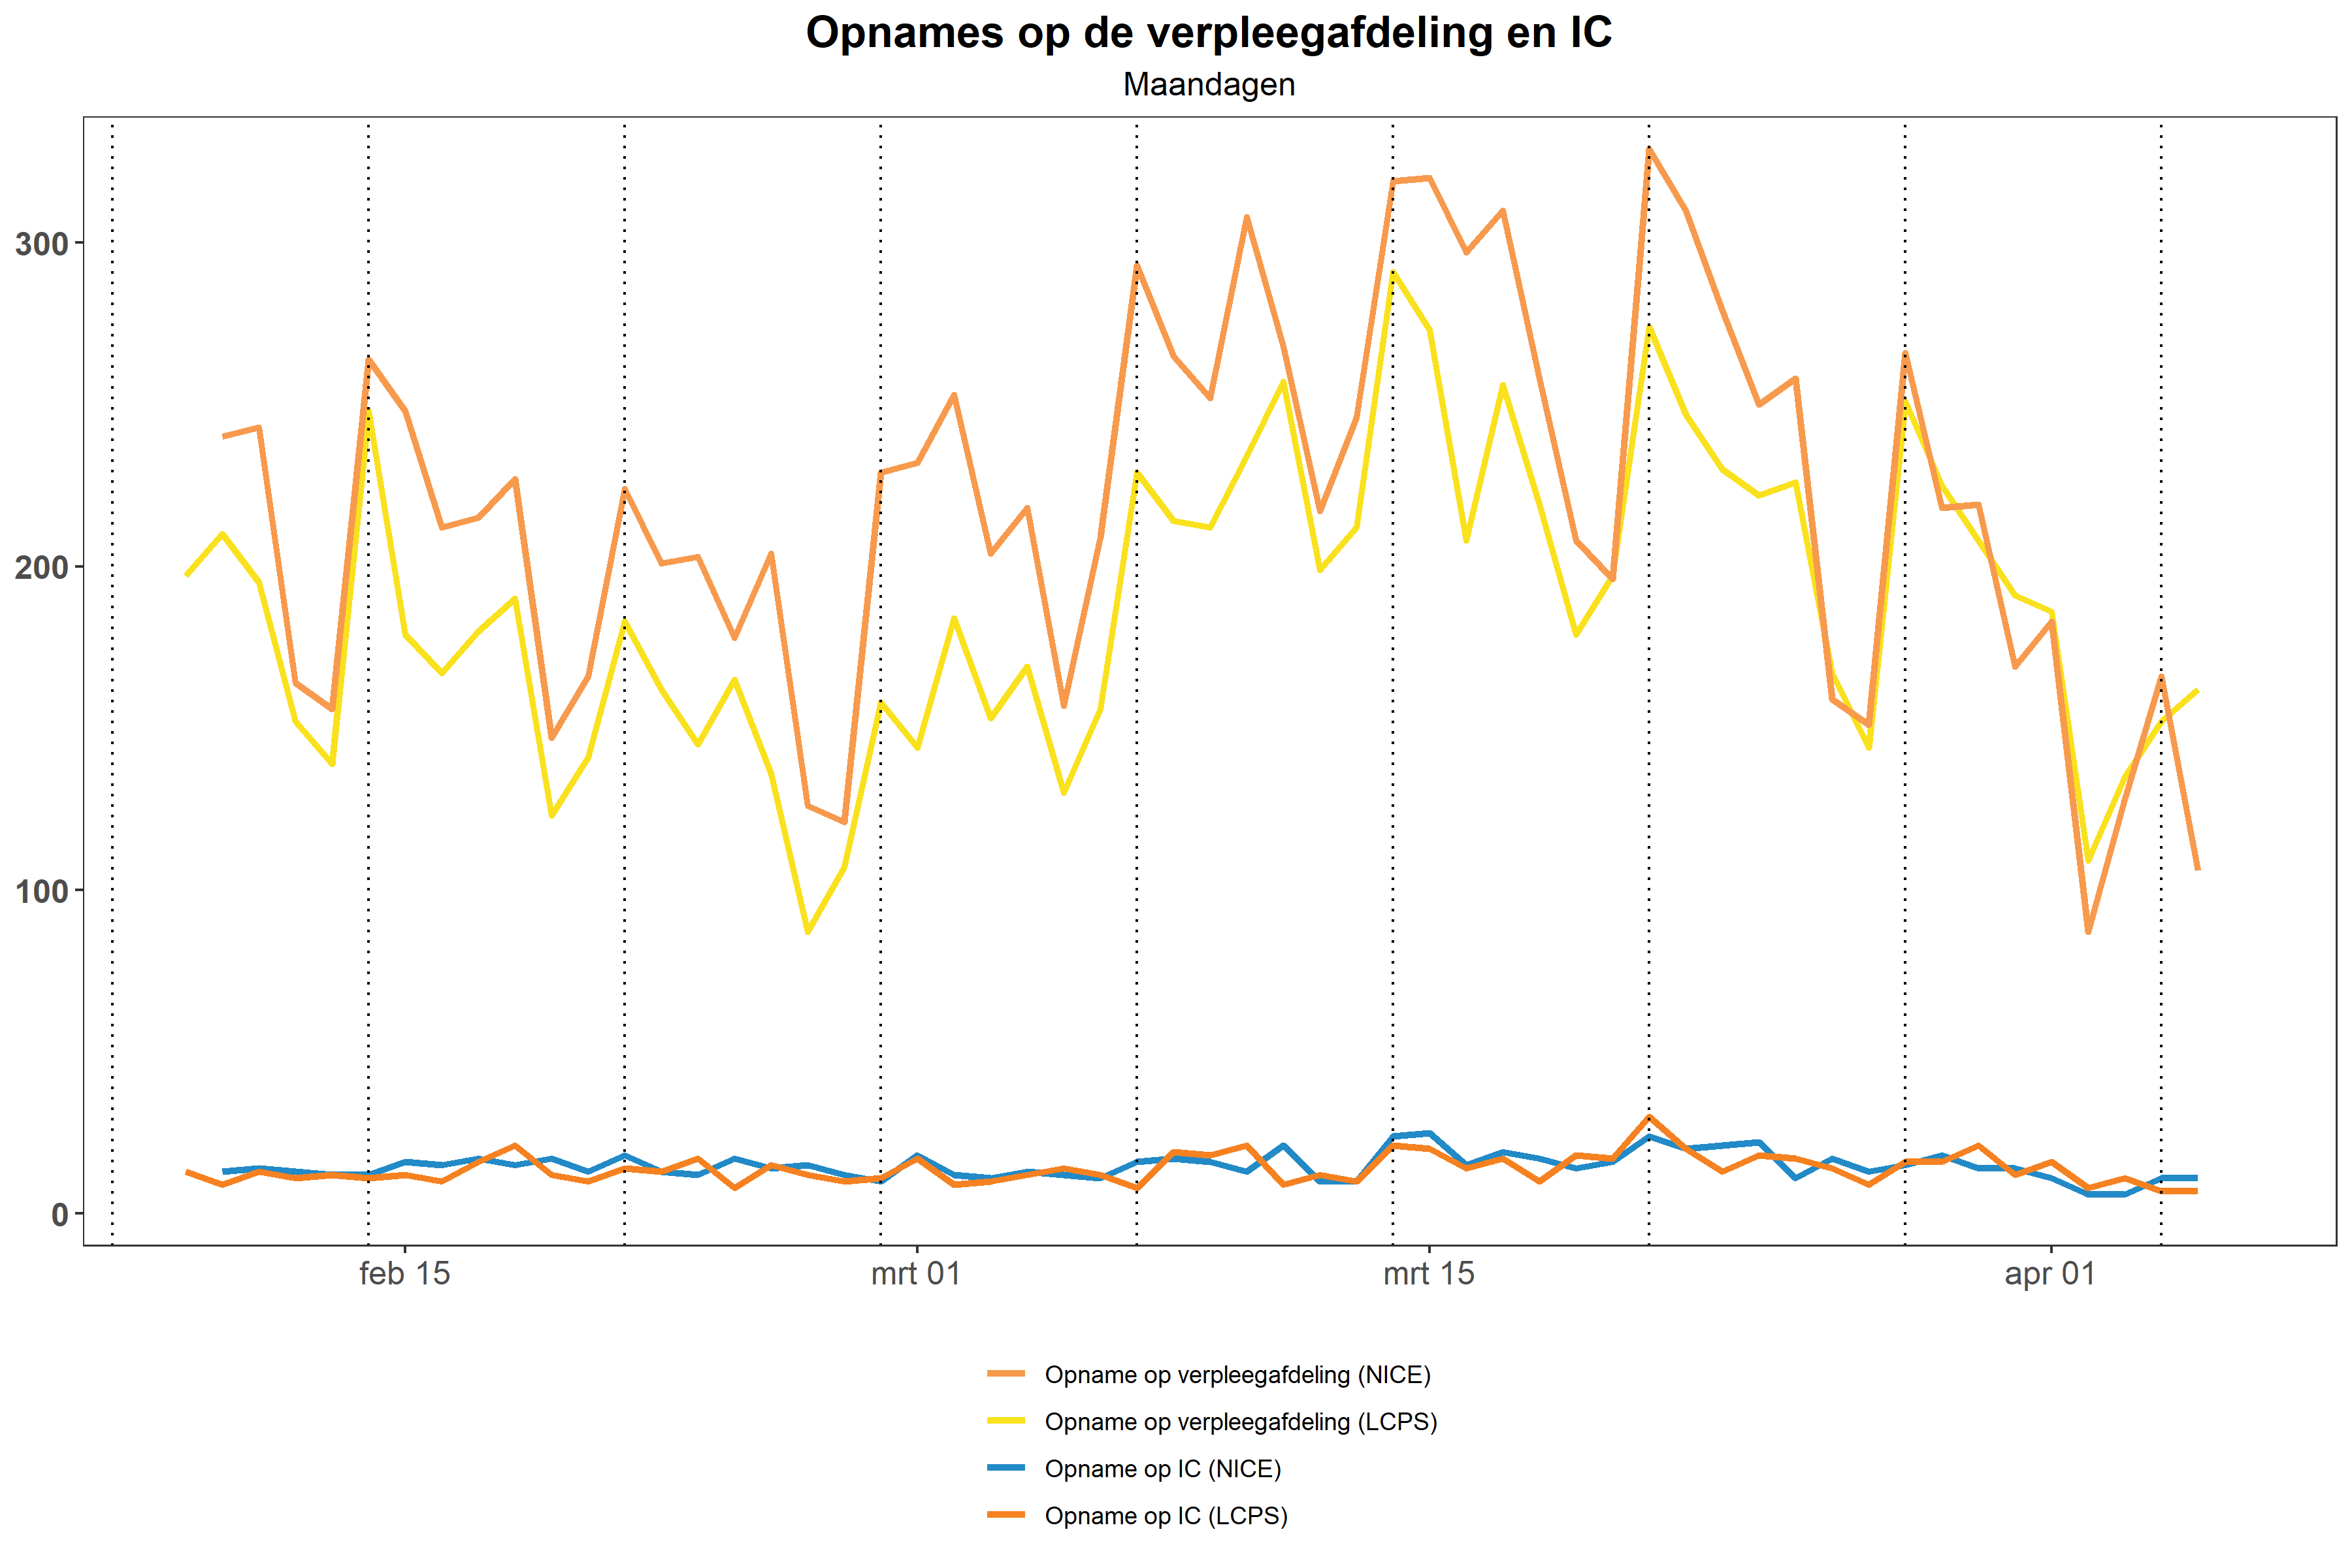 Opnames op de verpleegafdeling en IC
Maandagen
300
200
100
0
feb 15 mrt 01 mrt 15 apr 01
Opname op verpleegafdeling (NICE)
Opname op verpleegafdeling (LCPS)
Opname op IC (NICE)
Opname op IC (LCPS)